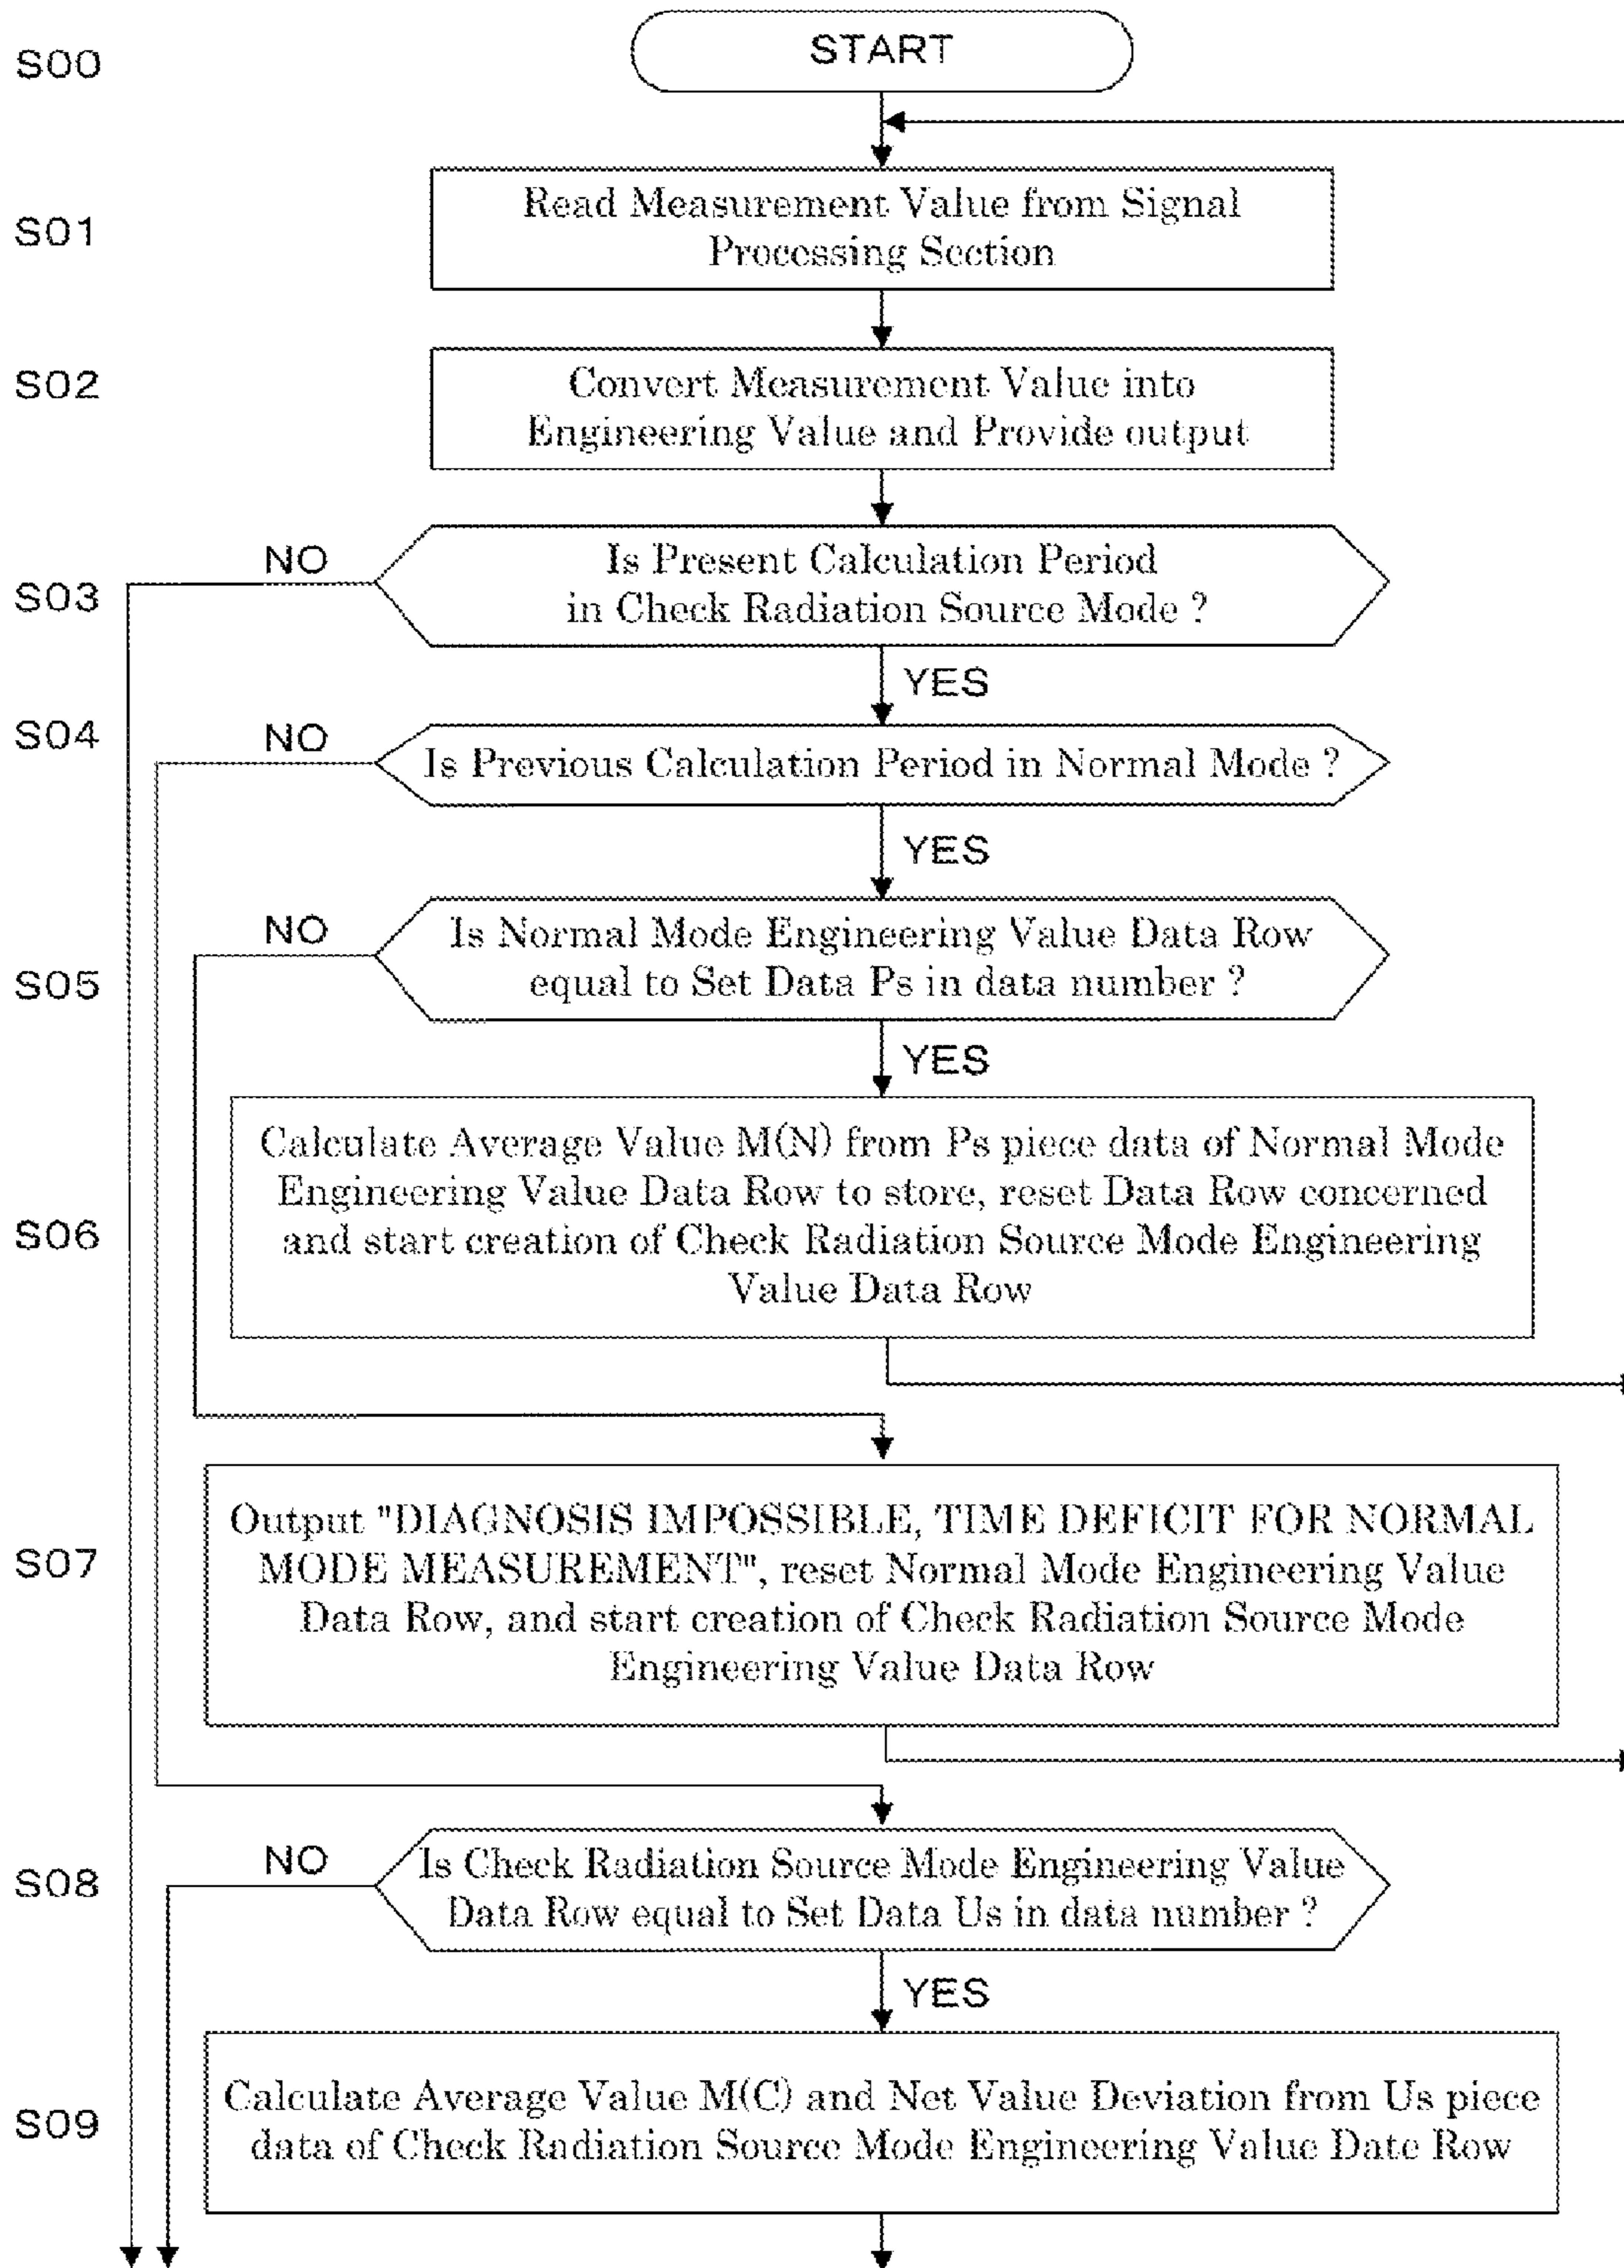 S00
START
S01
Read Measurement Value from Signal
Processing Section
S02
Convert Measurement Value into
Engineering Value and Provide output
S03
NO
Is Present Calculation Period
in Check Radiation Source Mode ?
YES
S04
NO
Is Previous Calculation Period in Normal Mode ?
YES
S05
NO
Is Normal Mode Engineering Value Data Row
equal to Set Data Ps in data number ?
YES
S06
Calculate Average Value M(N) from Ps piece data of Normal Mode
Engineering Value Data Row to store, reset Data Row concerned
and start creation of Check Radiation Source Mode Engineering
Value Data Row
S07
Output "DIAGNOSIS IMPOSSIBLE, TIME DEFICIT FOR NORMAL
MODE MEASUREMENT", reset Normal Mode Engineering Value
Data Row, and start creation of Check Radiation Source Mode
Engineering Value Data Row
S08
NO
Is Check Radiation Source Mode Engineering Value
Data Row equal to Set Data Us in data number ?
YES
S09
Calculate Average Value M(C) and Net Value Deviation from Us piece
data of Check Radiation Source Mode Engineering Value Date Row